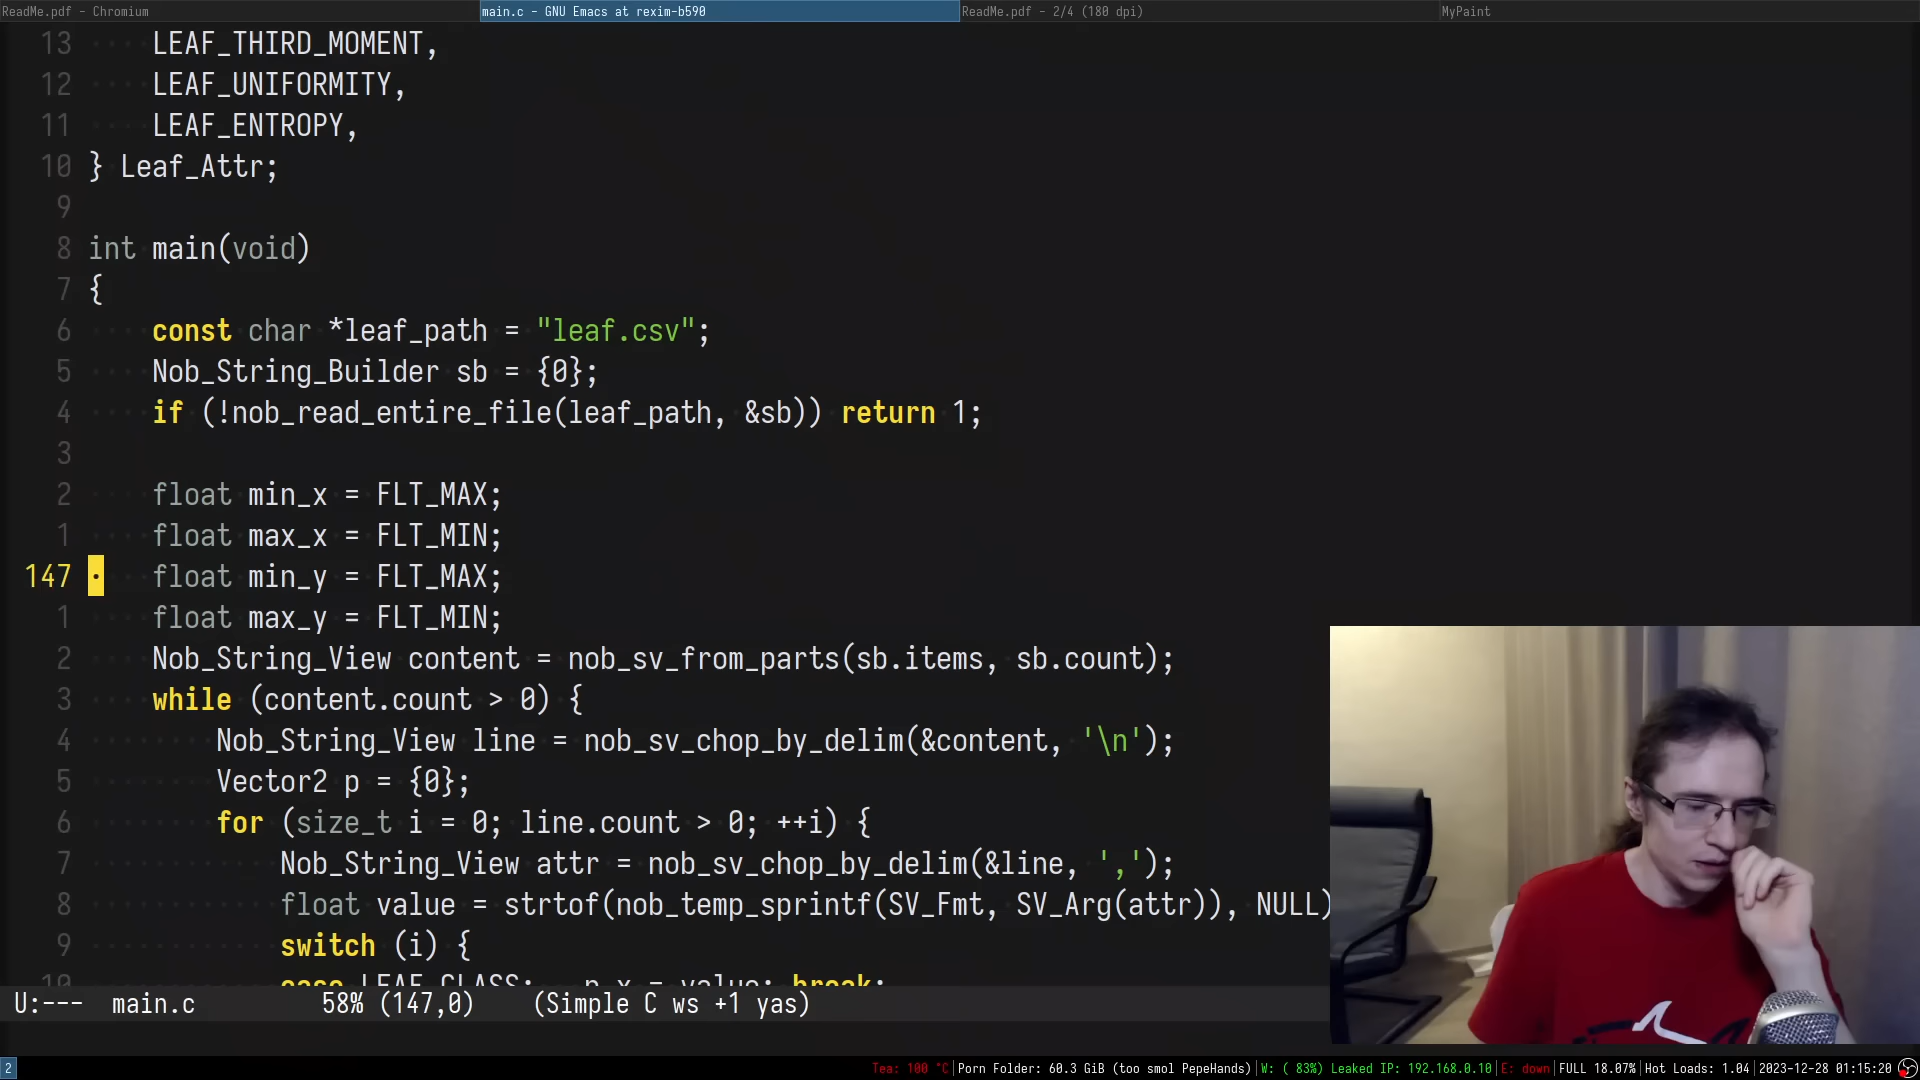 ReadMe.pdf - Chromium
main.c - GNU Emacs at rexim-b590
ReadMe.pdf - 2/4 (180 dpi)
MyPaint
13 LEAF_THIRD_MOMENT,
12 LEAF_UNIFORMITY,
11 LEAF_ENTROPY,
10 } Leaf_Attr;
9
8 int main(void)
7 {
6 const char *leaf_path = "leaf.csv";
5 Nob_String_Builder sb = {0};
4 if (!nob_read_entire_file(leaf_path, &sb)) return 1;
3
2 float min_x = FLT_MAX;
1 float max_x = FLT_MIN;
147 float min_y = FLT_MAX;
1 float max_y = FLT_MIN;
2 Nob_String_View content = nob_sv_from_parts(sb.items, sb.count);
3 while (content.count > 0) {
4 Nob_String_View line = nob_sv_chop_by_delim(&content, '\n');
5 Vector2 p = {0};
6 for (size_t i = 0; line.count > 0; ++i) {
7 Nob_String_View attr = nob_sv_chop_by_delim(&line, ',');
8 float value = strtof(nob_temp_sprintf(SV_Fmt, SV_Arg(attr)), NULL)
9 switch (i) {
10 case LEAF_CLASS: p.x = value; break;
U:--- main.c 58% (147,0) (Simple C ws +1 yas)
2
Tea: 100 °C|Porn Folder: 60.3 GiB (too smol PepeHands)|W: ( 83%) Leaked IP: 192.168.0.10|E: down|FULL 18.07%|Hot Loads: 1.04|2023-12-28 01:15:20